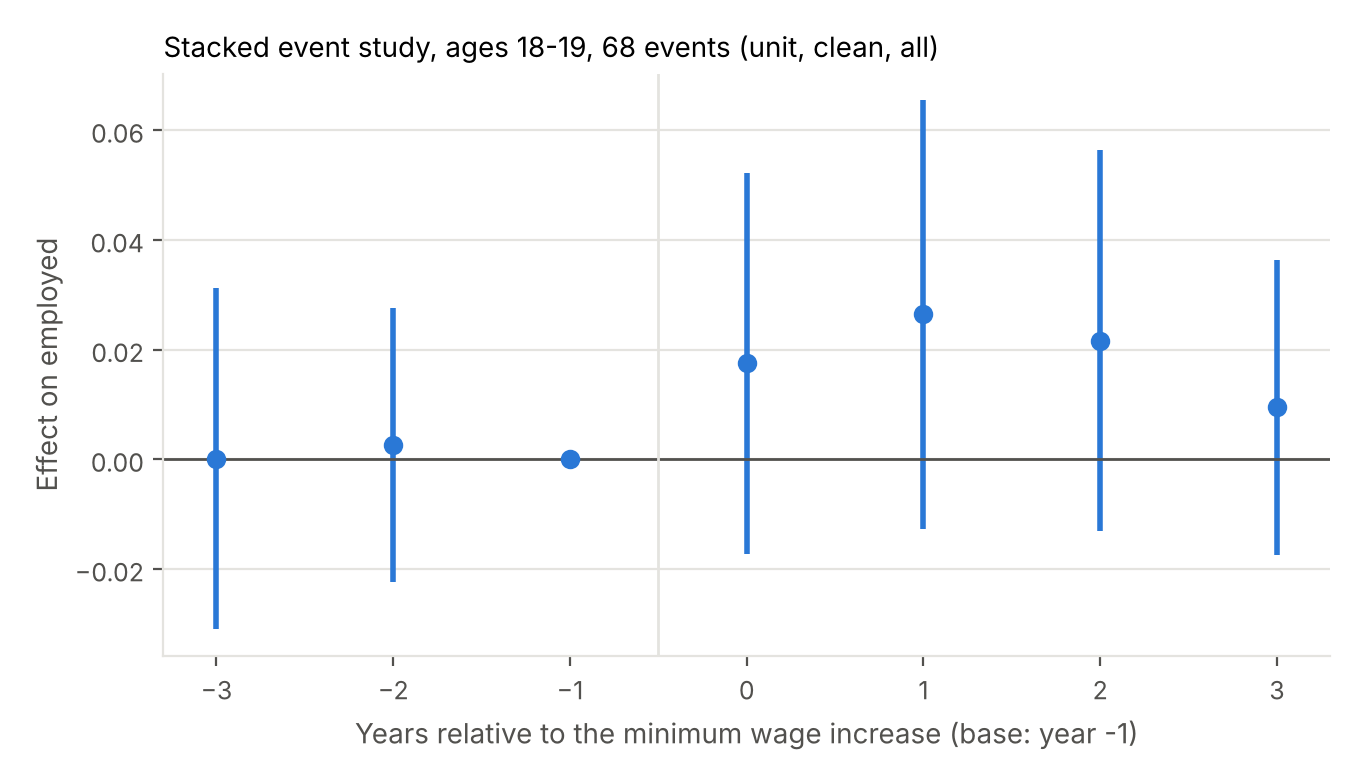 Stacked event study, ages 18-19, 68 events (unit, clean, all)
Effect on employed
0.06
0.04
0.02
0.00
−0.02
−3 −2 −1 0 1 2 3
Years relative to the minimum wage increase (base: year -1)